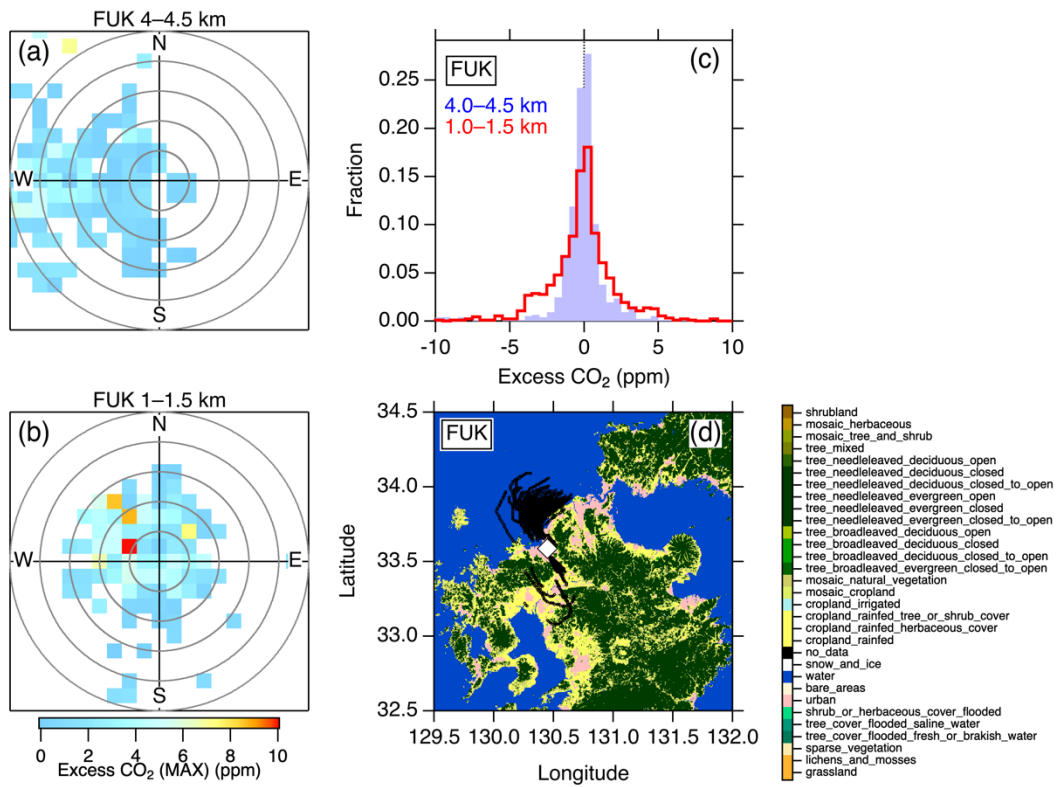 FUK 4–4.5 km
(a)
N
W
E
S
(c)
FUK
4.0–4.5 km
1.0–1.5 km
0.25
0.20
0.15
0.10
0.05
0.00
Fraction
-10
-5
0
5
10
Excess CO₂ (ppm)
FUK 1–1.5 km
(b)
N
W
E
S
0
2
4
6
8
10
Excess CO₂ (MAX) (ppm)
FUK
(d)
34.5
34.0
33.5
33.0
32.5
Latitude
129.5
130.0
130.5
131.0
131.5
132.0
Longitude
shrubland
mosaic_herbaceous
mosaic_tree_and_shrub
tree_mixed
tree_needleleaved_deciduous_open
tree_needleleaved_deciduous_closed
tree_needleleaved_deciduous_closed_to_open
tree_needleleaved_evergreen_open
tree_needleleaved_evergreen_closed
tree_needleleaved_evergreen_closed_to_open
tree_broadleaved_deciduous_open
tree_broadleaved_deciduous_closed
tree_broadleaved_deciduous_closed_to_open
tree_broadleaved_evergreen_closed_to_open
mosaic_natural_vegetation
mosaic_cropland
cropland_irrigated
cropland_rainfed_tree_or_shrub_cover
cropland_rainfed_herbaceous_cover
cropland_rainfed
no_data
snow_and_ice
water
bare_areas
urban
shrub_or_herbaceous_cover_flooded
tree_cover_flooded_saline_water
tree_cover_flooded_fresh_or_brakish_water
sparse_vegetation
lichens_and_mosses
grassland